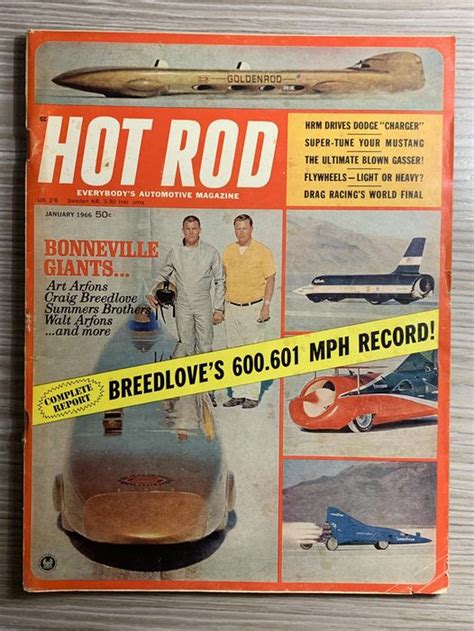 GOLDENROD
HOT ROD
EVERYBODY'S AUTOMOTIVE MAGAZINE
HRM DRIVES DODGE "CHARGER"
SUPER-TUNE YOUR MUSTANG
THE ULTIMATE BLOWN GASSER!
FLYWHEELS—LIGHT OR HEAVY?
DRAG RACING'S WORLD FINAL
JANUARY 1966 50¢
BONNEVILLE
GIANTS...
Art Arfons
Craig Breedlove
Summers Brothers
Walt Arfons
...and more
COMPLETE
REPORT
BREEDLOVE'S 600.601 MPH RECORD!